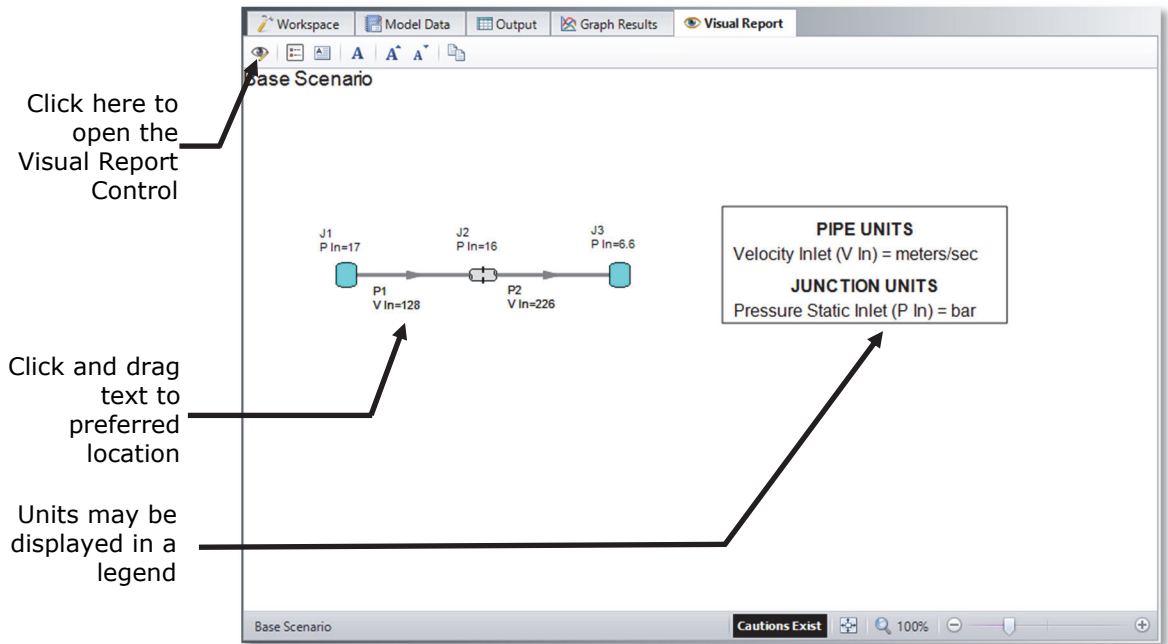 Workspace Model Data Output Graph Results Visual Report
A A A
Base Scenario
Click here to
open the
Visual Report
Control
J1
P In=17
J2
P In=16
J3
P In=6.6
P1
V In=128
P2
V In=226
PIPE UNITS
Velocity Inlet (V In) = meters/sec
JUNCTION UNITS
Pressure Static Inlet (P In) = bar
Click and drag
text to
preferred
location
Units may be
displayed in a
legend
Base Scenario Cautions Exist 100%